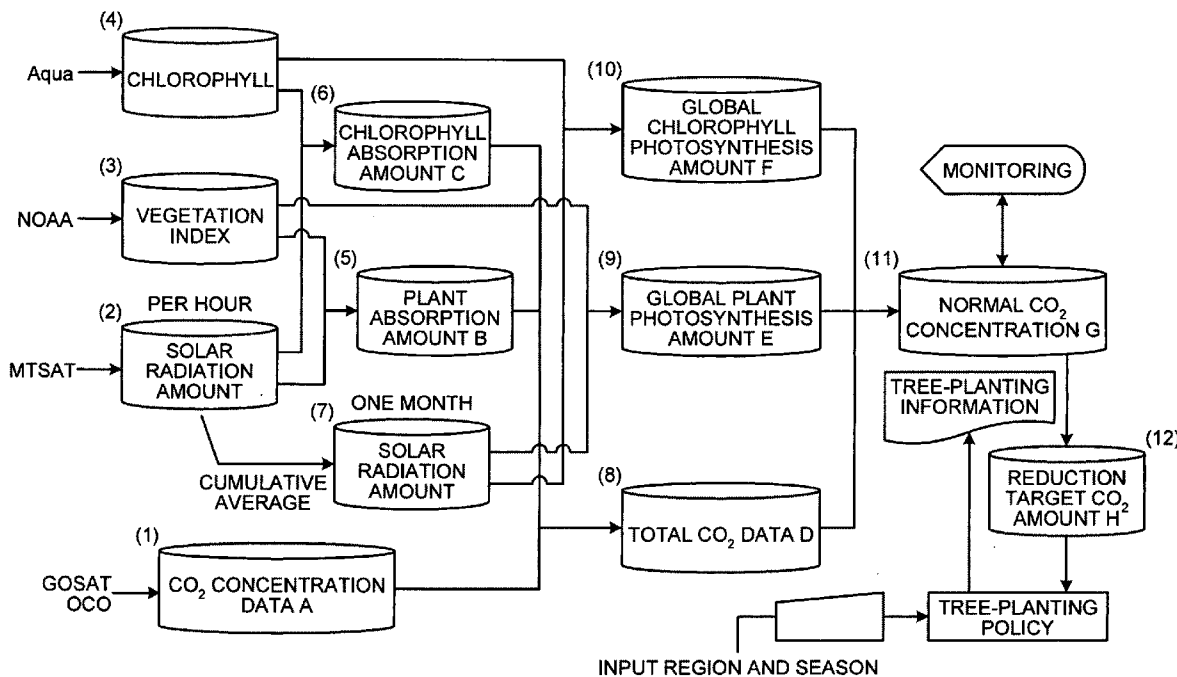 (4)
Aqua
CHLOROPHYLL
(6)
CHLOROPHYLL
ABSORPTION
AMOUNT C
(10)
GLOBAL
CHLOROPHYLL
PHOTOSYNTHESIS
AMOUNT F
MONITORING
(3)
NOAA
VEGETATION
INDEX
(5)
PLANT
ABSORPTION
AMOUNT B
(9)
GLOBAL PLANT
PHOTOSYNTHESIS
AMOUNT E
(11)
NORMAL CO₂
CONCENTRATION G
PER HOUR
(2)
MTSAT
SOLAR
RADIATION
AMOUNT
CUMULATIVE
AVERAGE
ONE MONTH
(7)
SOLAR
RADIATION
AMOUNT
TREE-PLANTING
INFORMATION
(12)
REDUCTION
TARGET CO₂
AMOUNT H²
(8)
TOTAL CO₂ DATA D
(1)
GOSAT
OCO
CO₂ CONCENTRATION
DATA A
TREE-PLANTING
POLICY
INPUT REGION AND SEASON